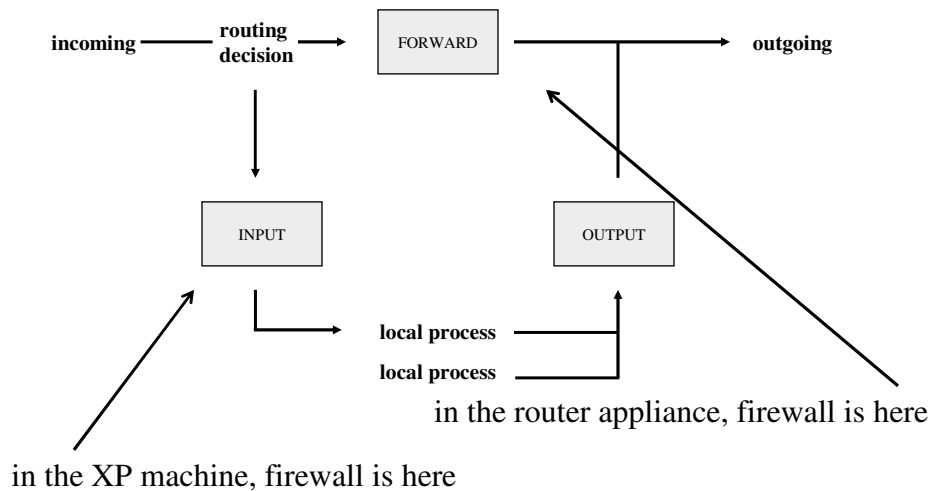 incoming
routing
decision
FORWARD
outgoing
INPUT
OUTPUT
local process
local process
in the router appliance, firewall is here
in the XP machine, firewall is here